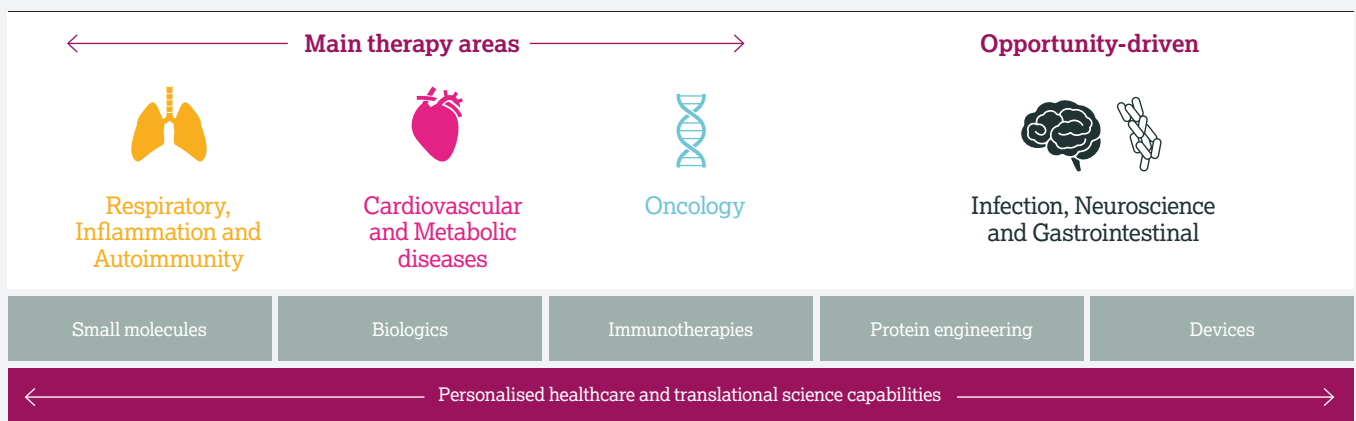 Main therapy areas
Opportunity-driven
Respiratory,
Inflammation and
Autoimmunity
Cardiovascular
and Metabolic
diseases
Oncology
Infection, Neuroscience
and Gastrointestinal
Small molecules
Biologics
Immunotherapies
Protein engineering
Devices
Personalised healthcare and translational science capabilities